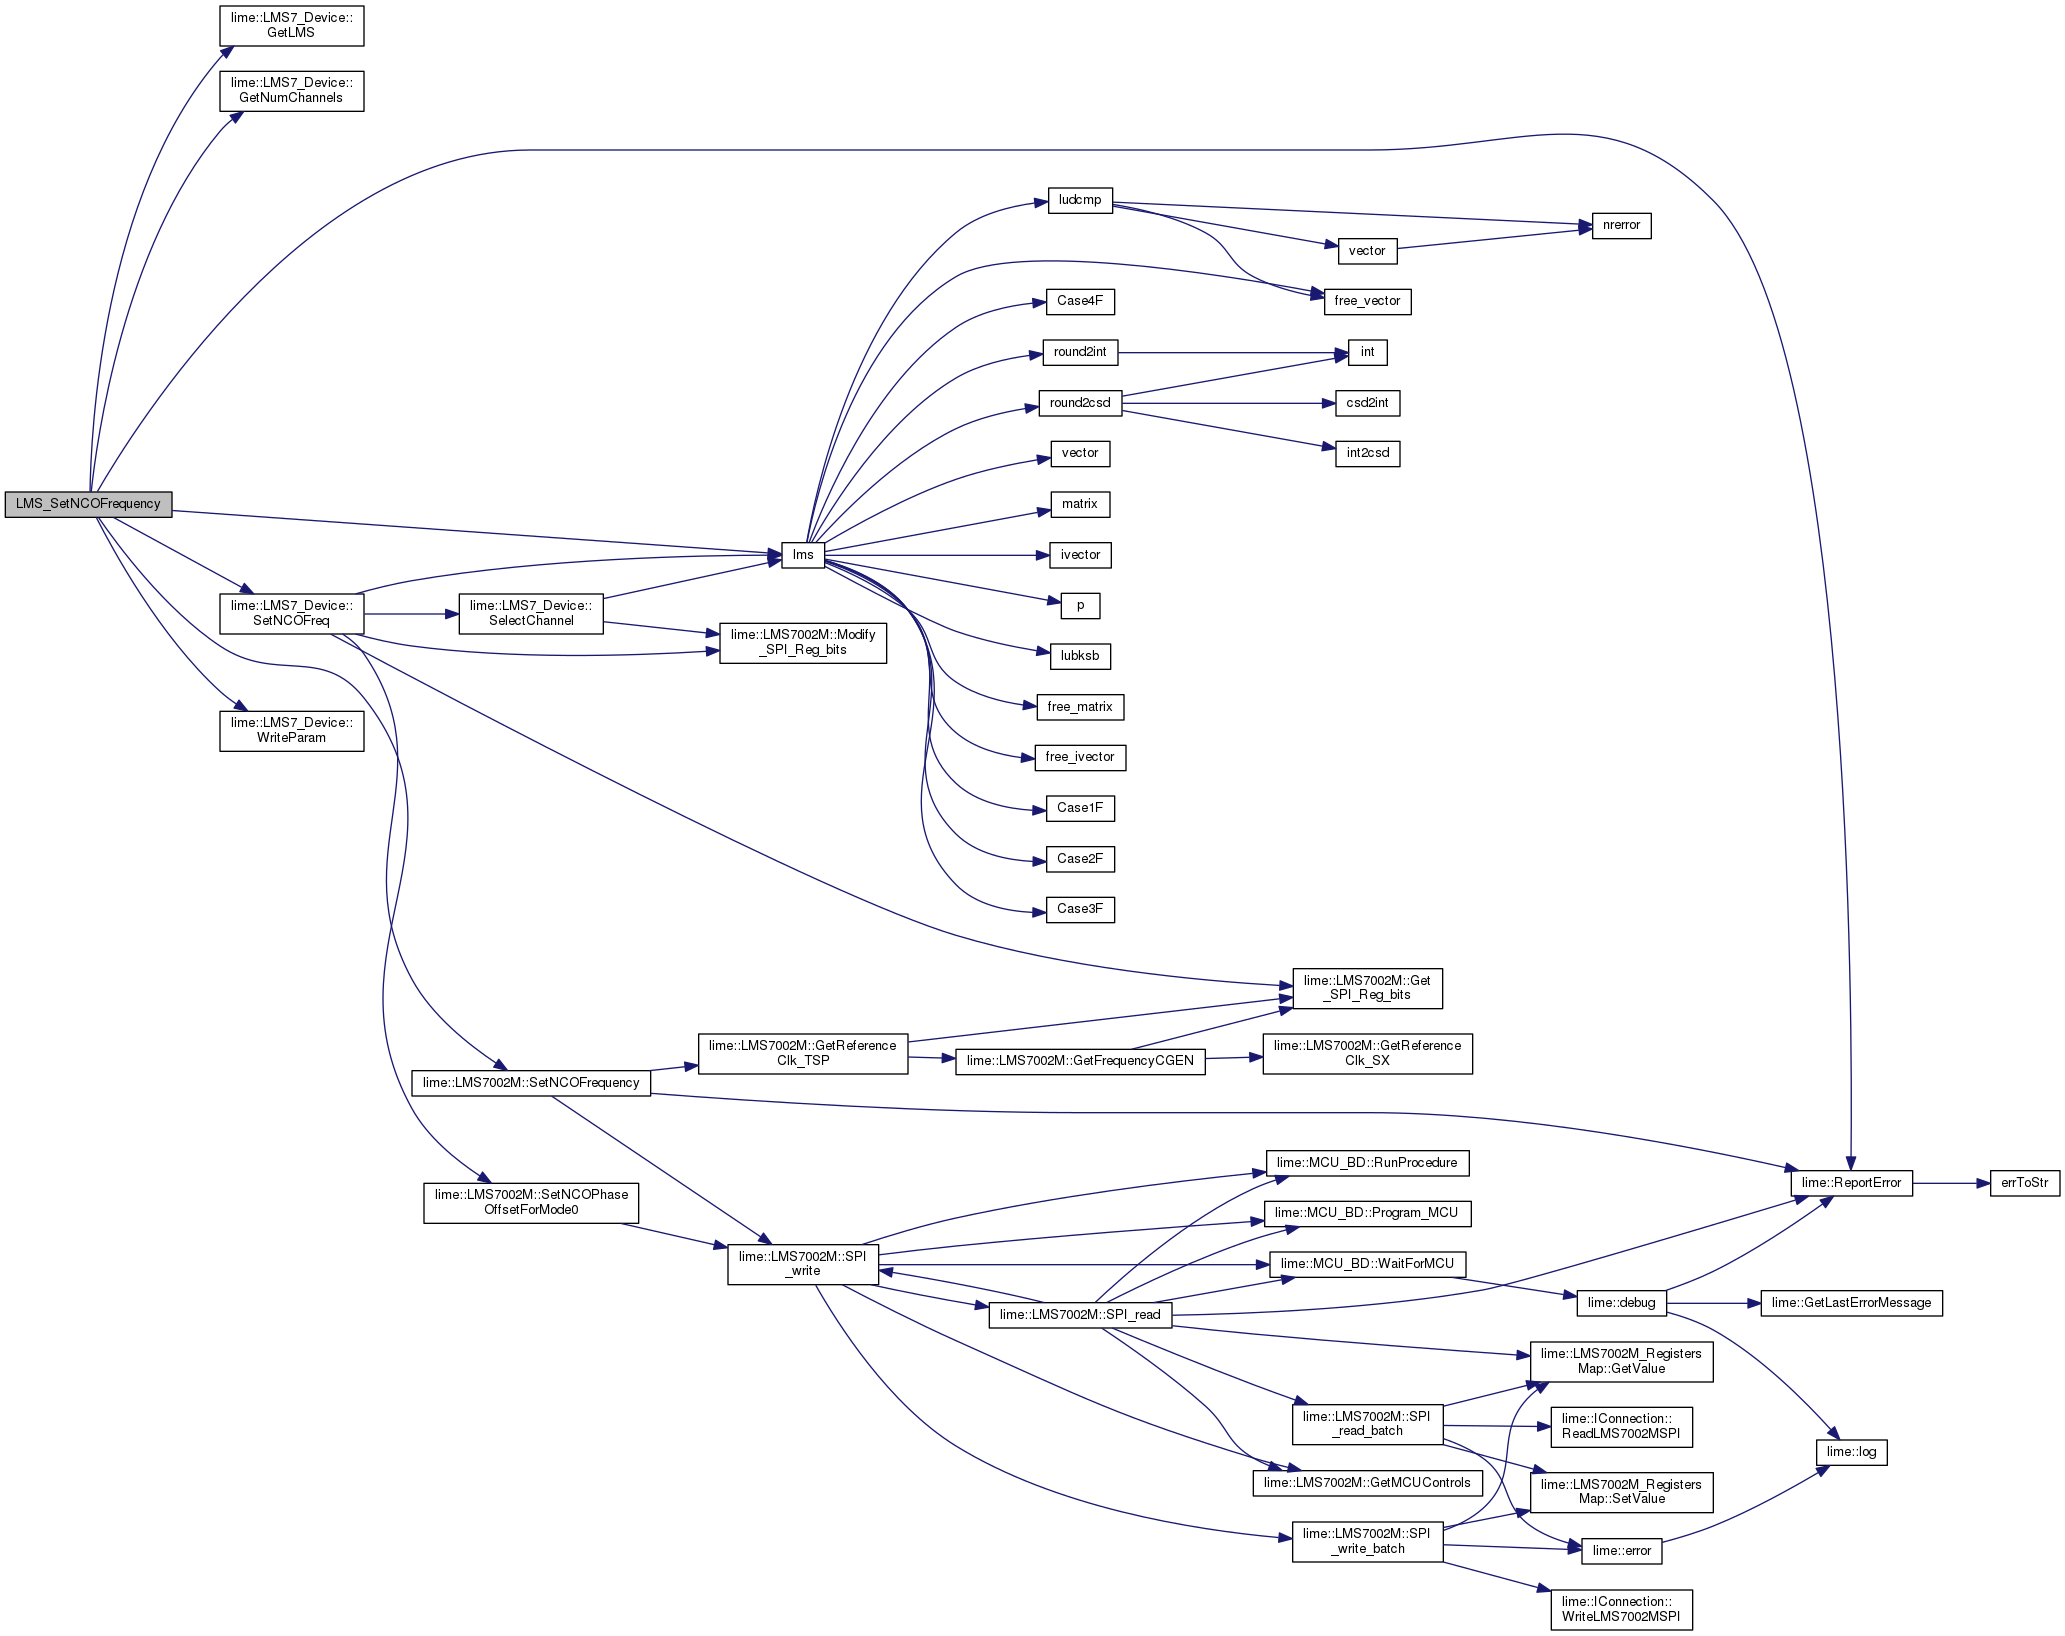 lime::LMS7_Device::
GetLMS
lime::LMS7_Device::
GetNumChannels
ludcmp
nrerror
vector
Case4F
free_vector
round2int
int
round2csd
csd2int
vector
int2csd
LMS_SetNCOFrequency
matrix
lms
ivector
lime::LMS7_Device::
SetNCOFreq
lime::LMS7_Device::
SelectChannel
p
lime::LMS7002M::Modify
_SPI_Reg_bits
lubksb
free_matrix
lime::LMS7_Device::
WriteParam
free_ivector
Case1F
Case2F
Case3F
lime::LMS7002M::Get
_SPI_Reg_bits
lime::LMS7002M::GetReference
Clk_TSP
lime::LMS7002M::GetFrequencyCGEN
lime::LMS7002M::GetReference
Clk_SX
lime::LMS7002M::SetNCOFrequency
lime::MCU_BD::RunProcedure
lime::ReportError
errToStr
lime::LMS7002M::SetNCOPhase
OffsetForMode0
lime::MCU_BD::Program_MCU
lime::LMS7002M::SPI
_write
lime::MCU_BD::WaitForMCU
lime::LMS7002M::SPI_read
lime::debug
lime::GetLastErrorMessage
lime::LMS7002M_Registers
Map::GetValue
lime::LMS7002M::SPI
_read_batch
lime::IConnection::
ReadLMS7002MSPI
lime::log
lime::LMS7002M::GetMCUControls
lime::LMS7002M_Registers
Map::SetValue
lime::LMS7002M::SPI
_write_batch
lime::error
lime::IConnection::
WriteLMS7002MSPI